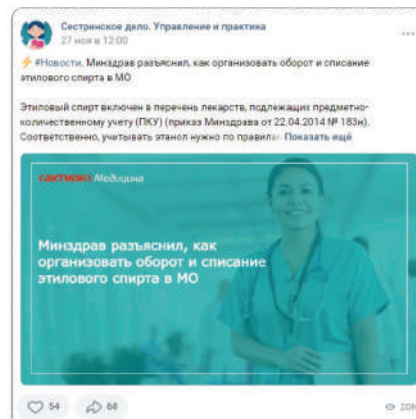 Сестринское дело. Управление и практика
27 ноя в 12:00
⚡ #Новости. Минздрав разъяснил, как организовать оборот и списание
этилового спирта в МО
Этиловый спирт включен в перечень лекарств, подлежащих предметно-
количественному учету (ПКУ) (приказ Минздрава от 22.04.2014 № 183н).
Соответственно, учитывать этанол нужно по правилам Показать ещё
актион Медицина
Минздрав разъяснил, как
организовать оборот и списание
этилового спирта в МО
54
68
20K